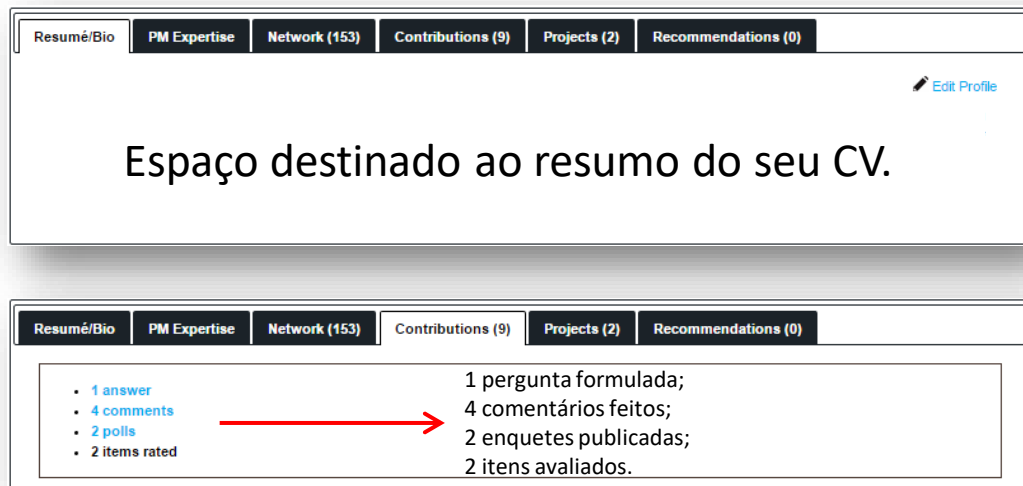 Resumé/Bio PM Expertise Network (153) Contributions (9) Projects (2) Recommendations (0)
Edit Profile
Espaço destinado ao resumo do seu CV.
Resumé/Bio PM Expertise Network (153) Contributions (9) Projects (2) Recommendations (0)
• 1 answer
• 4 comments
• 2 polls
• 2 items rated
1 pergunta formulada;
4 comentários feitos;
2 enquetes publicadas;
2 itens avaliados.